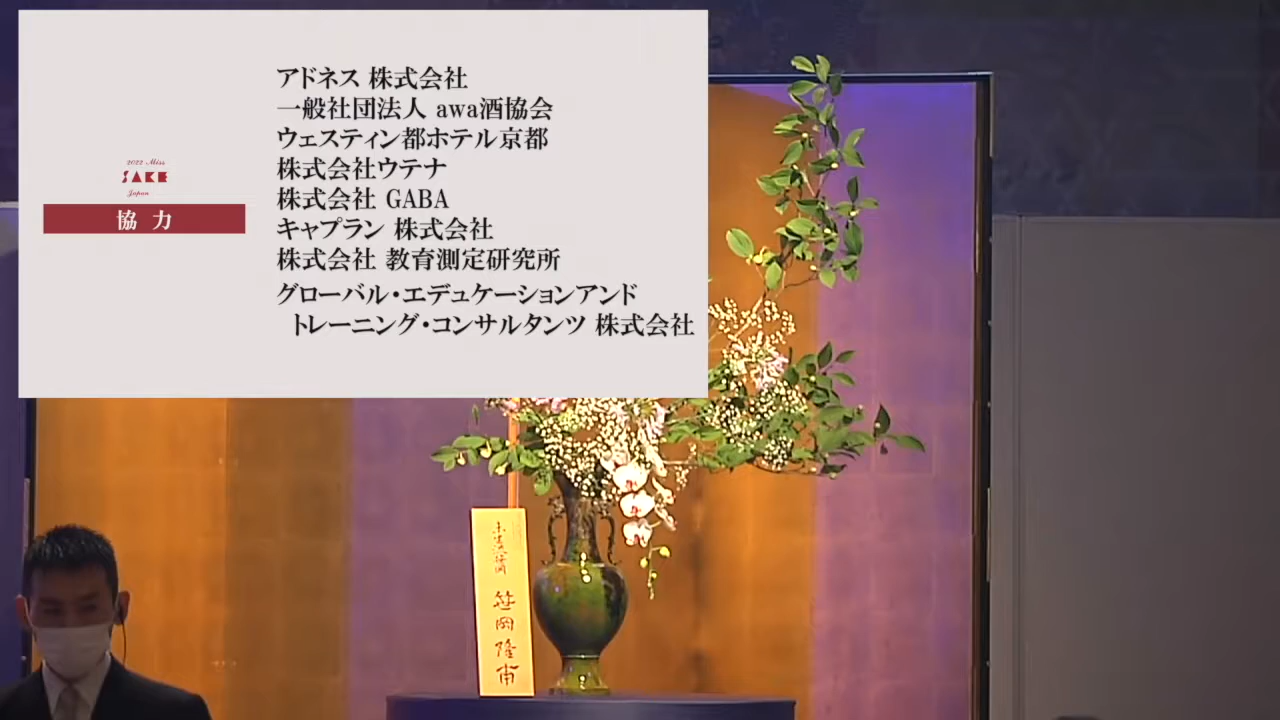 2022 Miss
SAKE
Japan
協力
アドネス 株式会社
一般社団法人 awa酒協会
ウェスティン都ホテル京都
株式会社ウテナ
株式会社 GABA
キャプラン 株式会社
株式会社 教育測定研究所
グローバル・エデュケーションアンド
トレーニング・コンサルタンツ 株式会社
笹岡隆甫